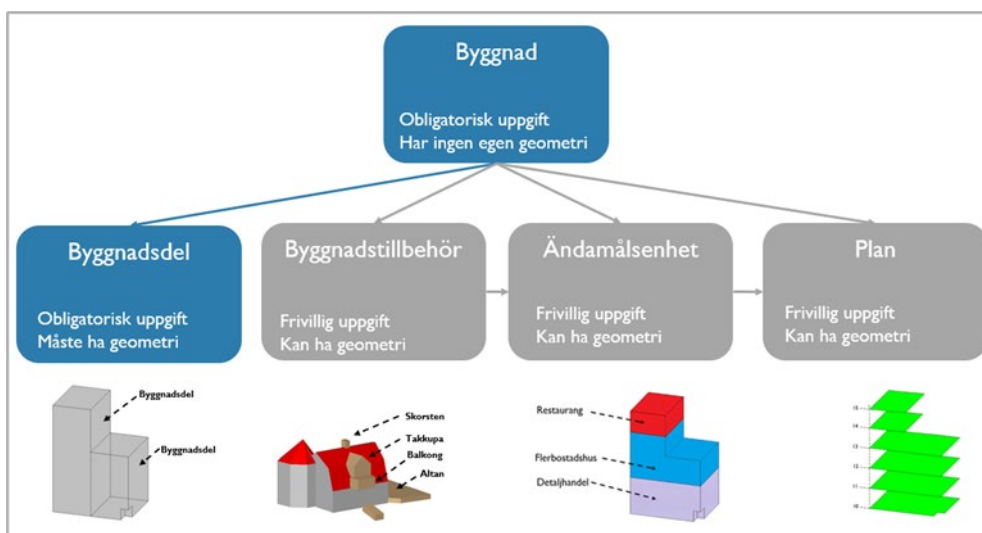 Byggnad
Obligatorisk uppgift
Har ingen egen geometri
Byggnadsdel
Obligatorisk uppgift
Måste ha geometri
Byggnadstillbehör
Frivillig uppgift
Kan ha geometri
Ändamålsenhet
Frivillig uppgift
Kan ha geometri
Plan
Frivillig uppgift
Kan ha geometri
Byggnadsdel
Byggnadsdel
Skorsten
Takkupa
Balkong
Altan
Restaurang
Flerbostadshus
Detaljhandel